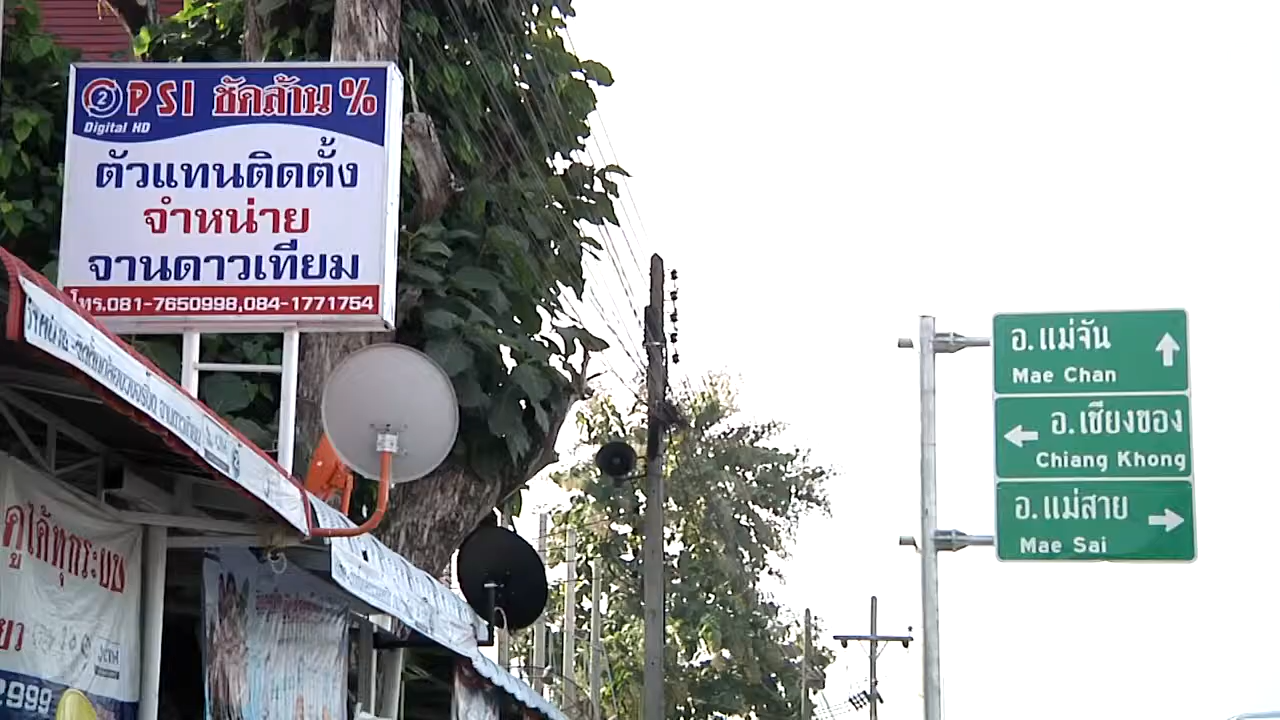 2 PSI ชัดล้าน %
Digital HD
ตัวแทนติดตั้ง
จำหน่าย
จานดาวเทียม
โทร.081-7650998,084-1771754
อ.แม่จัน
Mae Chan
อ.เชียงของ
Chiang Khong
อ.แม่สาย
Mae Sai
ดูได้ทุกระบบ
2999